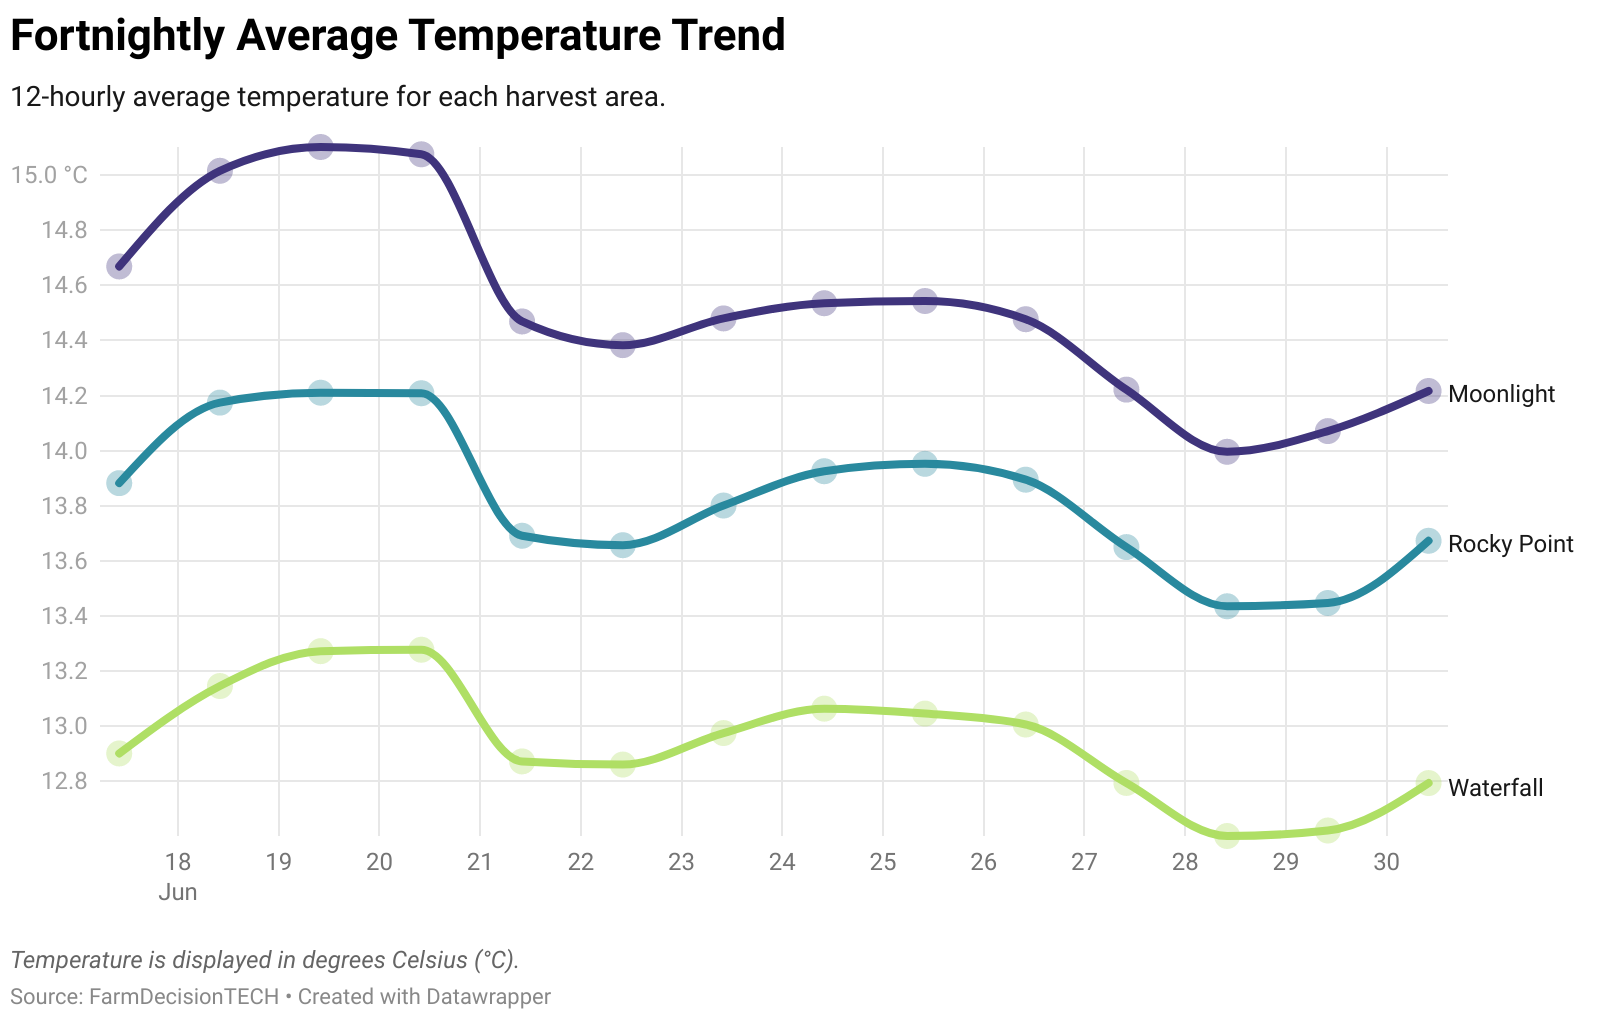 Fortnightly Average Temperature Trend
12-hourly average temperature for each harvest area.
15.0 °C
14.8
14.6
14.4
14.2
14.0
13.8
13.6
13.4
13.2
13.0
12.8
Moonlight
Rocky Point
Waterfall
18 19 20 21 22 23 24 25 26 27 28 29 30
Jun
Temperature is displayed in degrees Celsius (°C).
Source: FarmDecisionTECH • Created with Datawrapper